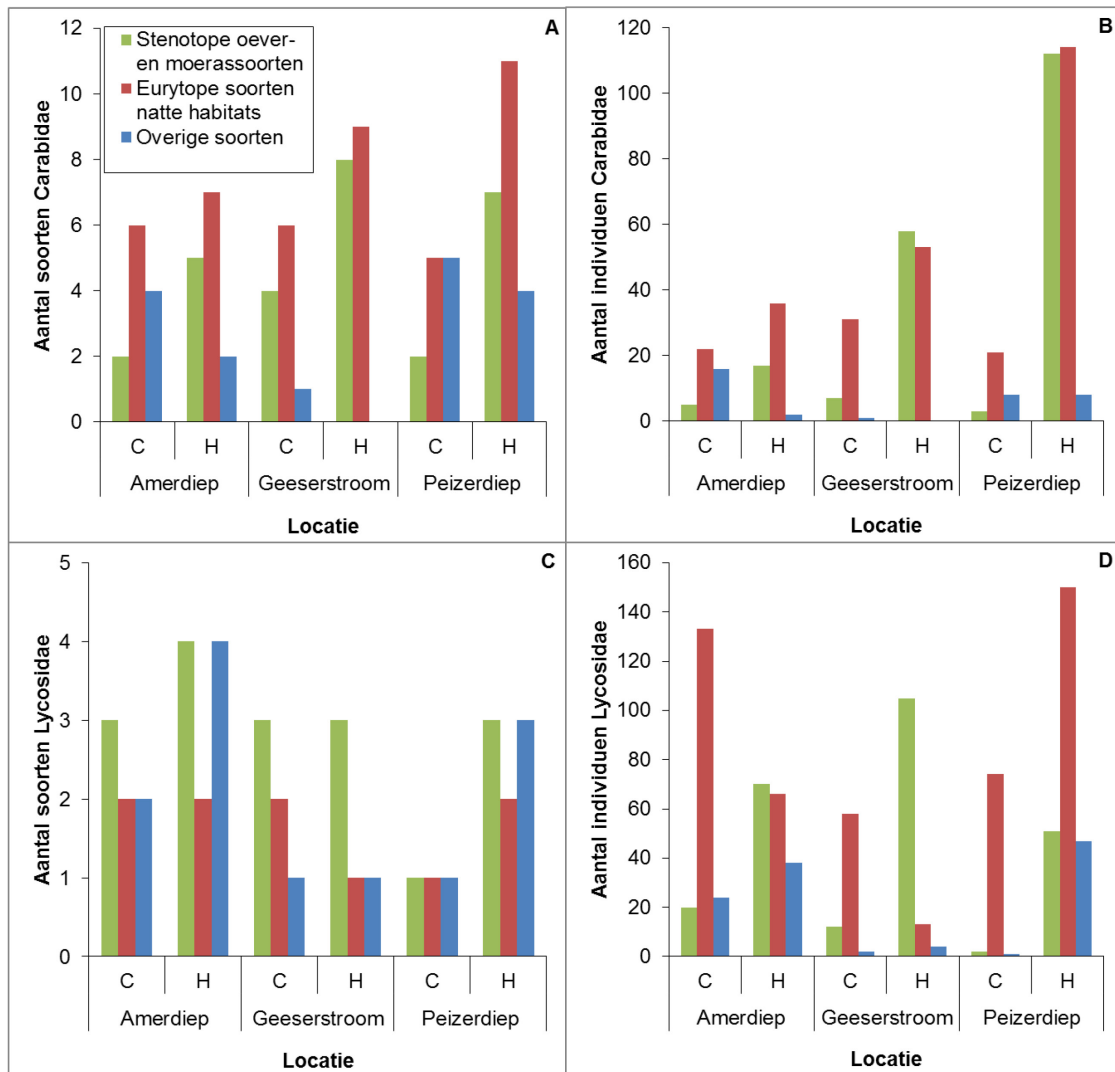 A
Aantal soorten Carabidae
12
10
8
6
4
2
0
Stenotope oever-
en moerassoorten
Eurytope soorten
natte habitats
Overige soorten
C H C H C H
Amerdiep Geeserstroom Peizerdiep
Locatie
B
Aantal individuen Carabidae
120
100
80
60
40
20
0
C H C H C H
Amerdiep Geeserstroom Peizerdiep
Locatie
C
Aantal soorten Lycosidae
5
4
3
2
1
0
C H C H C H
Amerdiep Geeserstroom Peizerdiep
Locatie
D
Aantal individuen Lycosidae
160
140
120
100
80
60
40
20
0
C H C H C H
Amerdiep Geeserstroom Peizerdiep
Locatie